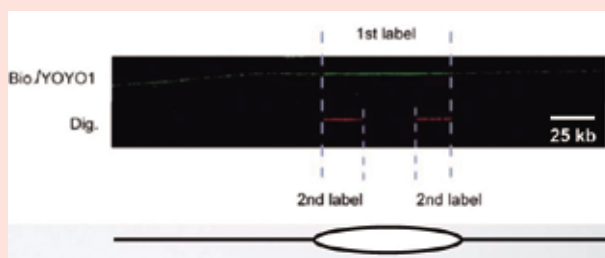 1st label
Bio./YOYO1
Dig.
25 kb
2nd label 2nd label